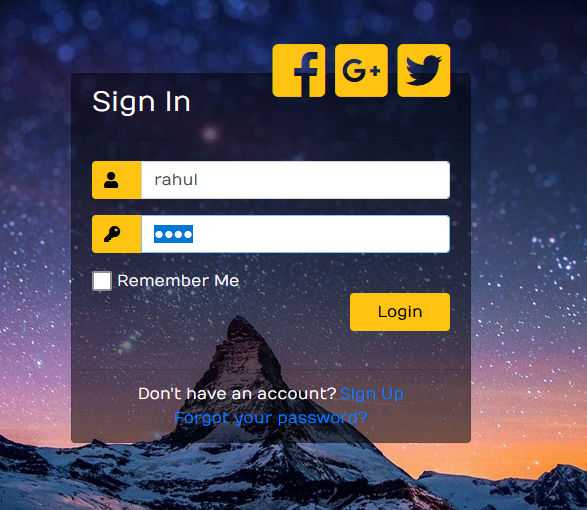 Sign In
rahul
Remember Me
Login
Don't have an account? Sign Up
Forgot your password?